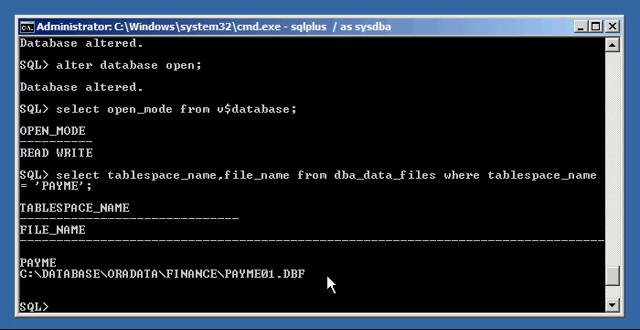 Administrator: C:\Windows\system32\cmd.exe - sqlplus / as sysdba
Database altered.
SQL> alter database open;
Database altered.
SQL> select open_mode from v$database;
OPEN_MODE
----------
READ WRITE
SQL> select tablespace_name,file_name from dba_data_files where tablespace_name
= 'PAYME';
TABLESPACE_NAME
------------------------------
FILE_NAME
--------------------------------------------------------------------------------
PAYME
C:\DATABASE\ORADATA\FINANCE\PAYME01.DBF
SQL>